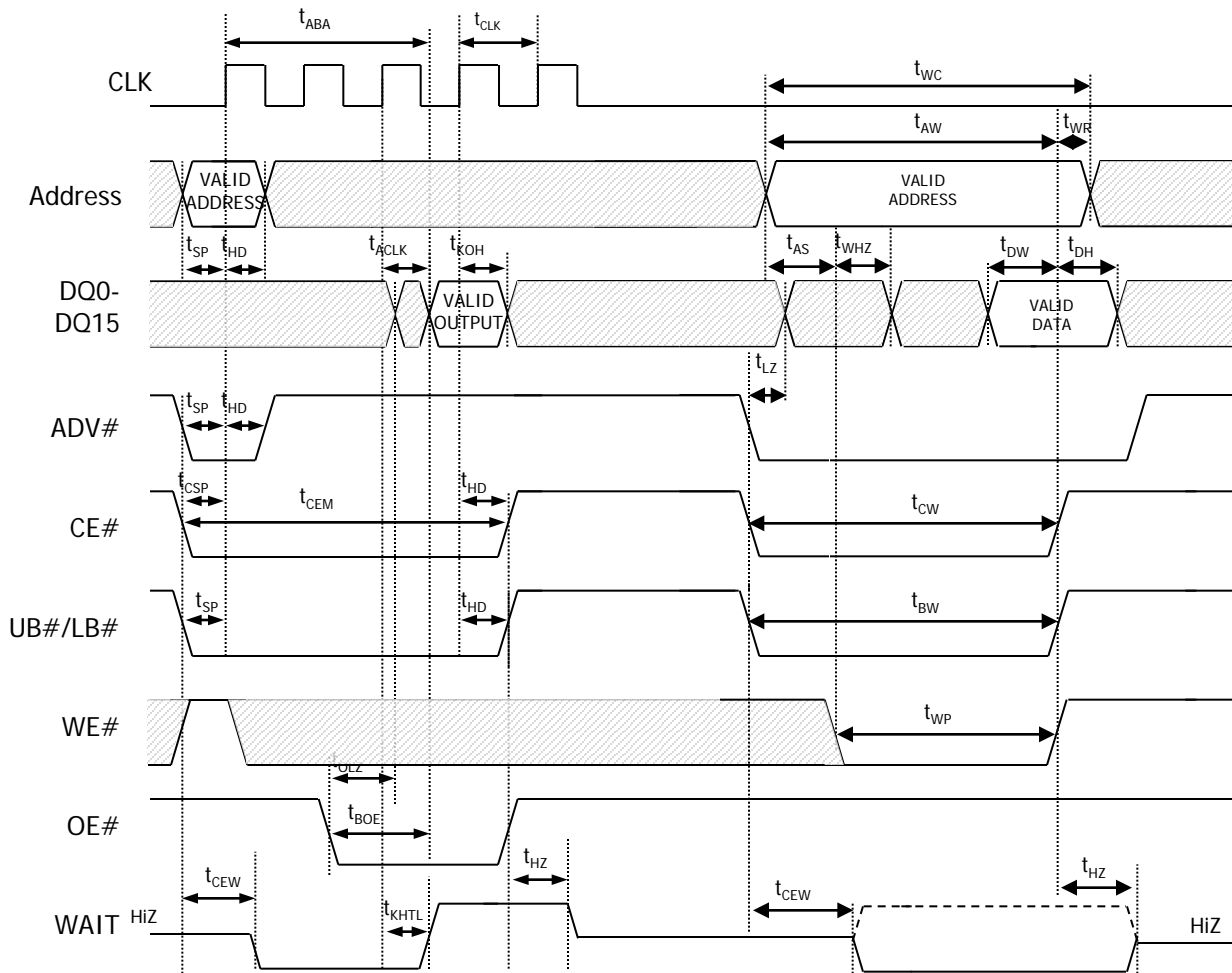 tABA
tCLK
CLK
tWC
tAW
tWR
Address
VALID
ADDRESS
VALID
ADDRESS
tSP
tHD
tACLK
tKOH
tAS
tWHZ
tDW
tDH
DQ0-
DQ15
VALID
OUTPUT
VALID
DATA
tLZ
ADV#
tSP
tHD
CE#
tCSP
tCEM
tHD
tCW
UB#/LB#
tSP
tHD
tBW
WE#
tWP
tOLZ
OE#
tBOE
tHZ
tHZ
tCEW
tKHTL
tCEW
WAIT
HiZ
HiZ